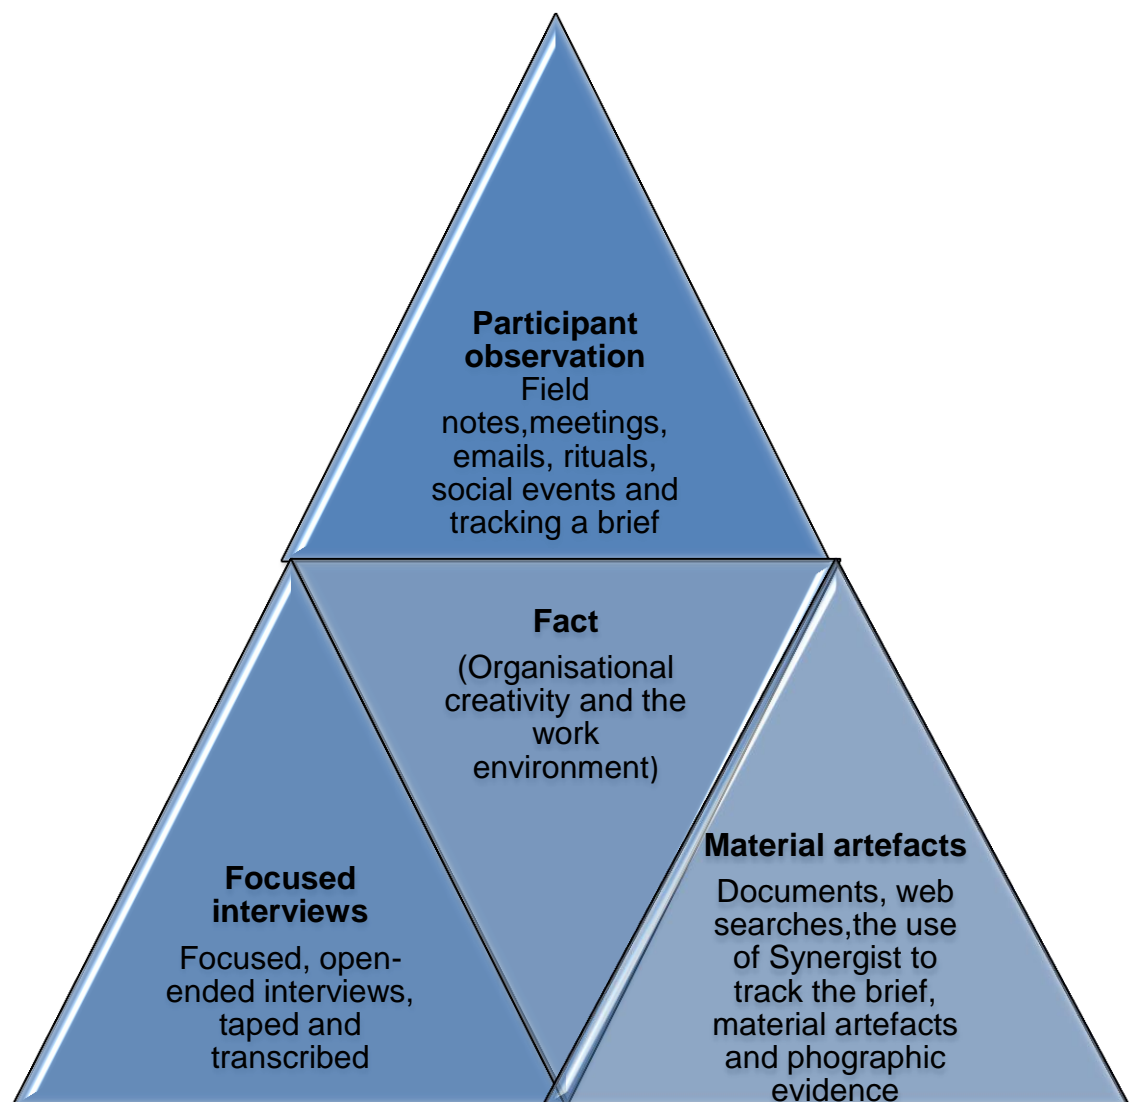 Participant
observation
Field
notes,meetings,
emails, rituals,
social events and
tracking a brief
Fact
(Organisational
creativity and the
work
environment)
Focused
interviews
Focused, open-
ended interviews,
taped and
transcribed
Material artefacts
Documents, web
searches,the use
of Synergist to
track the brief,
material artefacts
and phographic
evidence